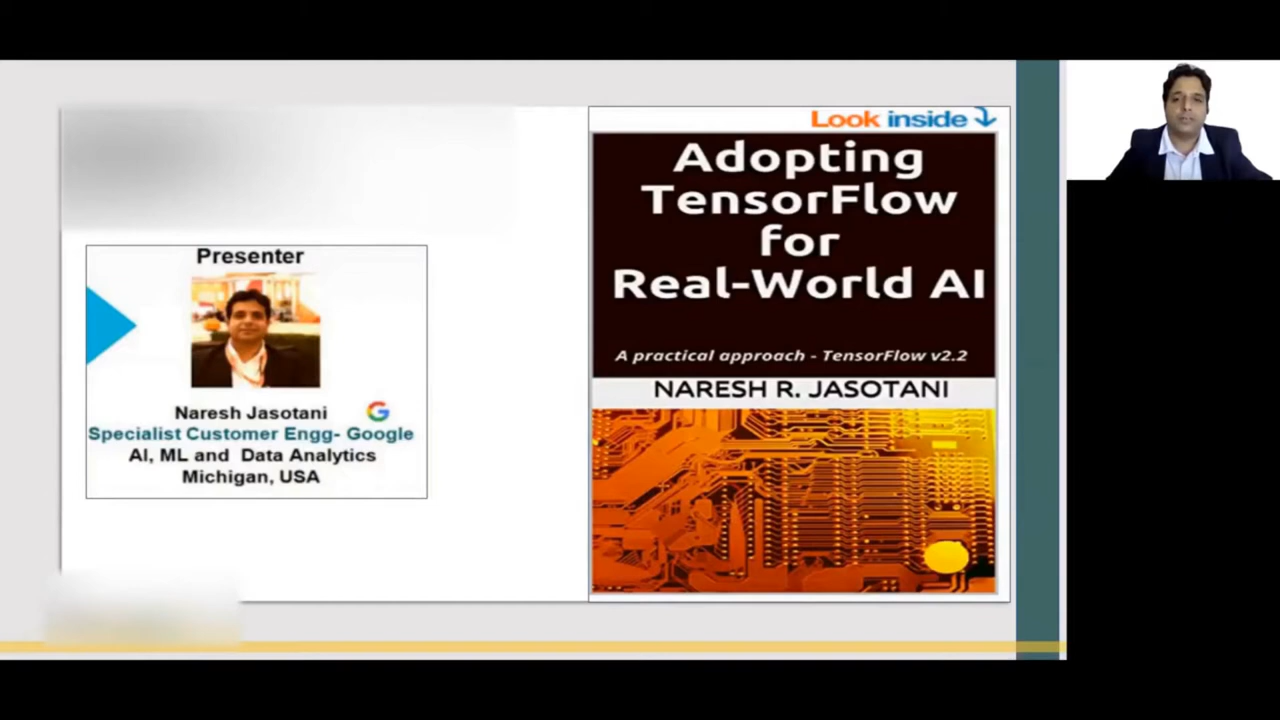 Presenter
Naresh Jasotani
Specialist Customer Engg- Google
AI, ML and Data Analytics
Michigan, USA
Look inside
Adopting
TensorFlow
for
Real-World AI
A practical approach - TensorFlow v2.2
NARESH R. JASOTANI